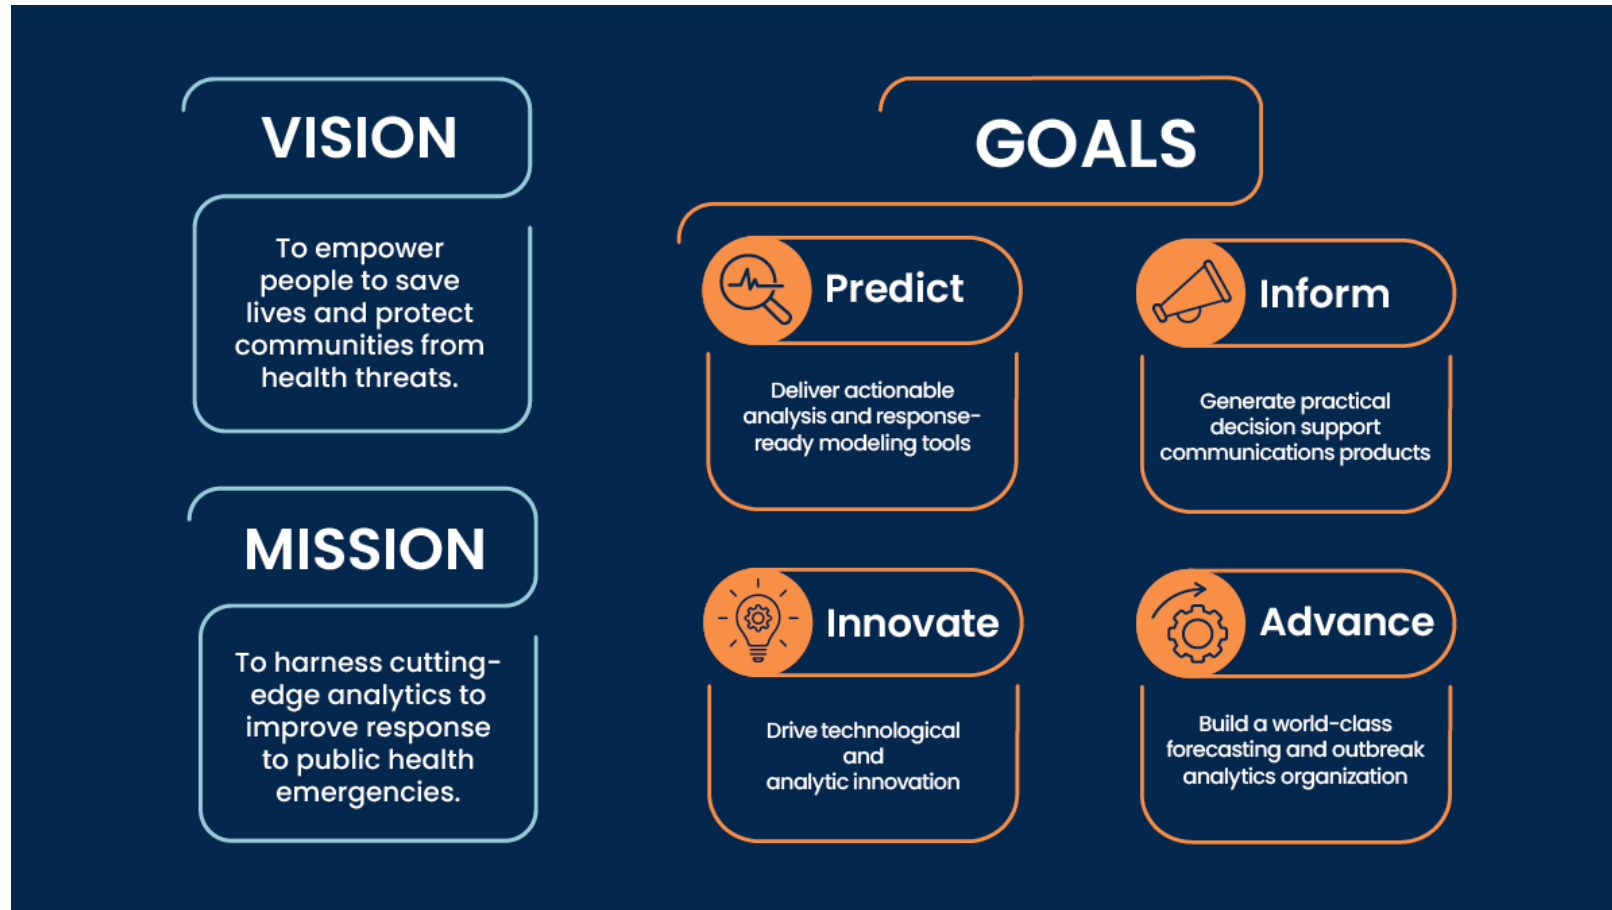 VISION
To empower
people to save
lives and protect
communities from
health threats.
MISSION
To harness cutting-
edge analytics to
improve response
to public health
emergencies.
GOALS
Predict
Deliver actionable
analysis and response-
ready modeling tools
Inform
Generate practical
decision support
communications products
Innovate
Drive technological
and
analytic innovation
Advance
Build a world-class
forecasting and outbreak
analytics organization